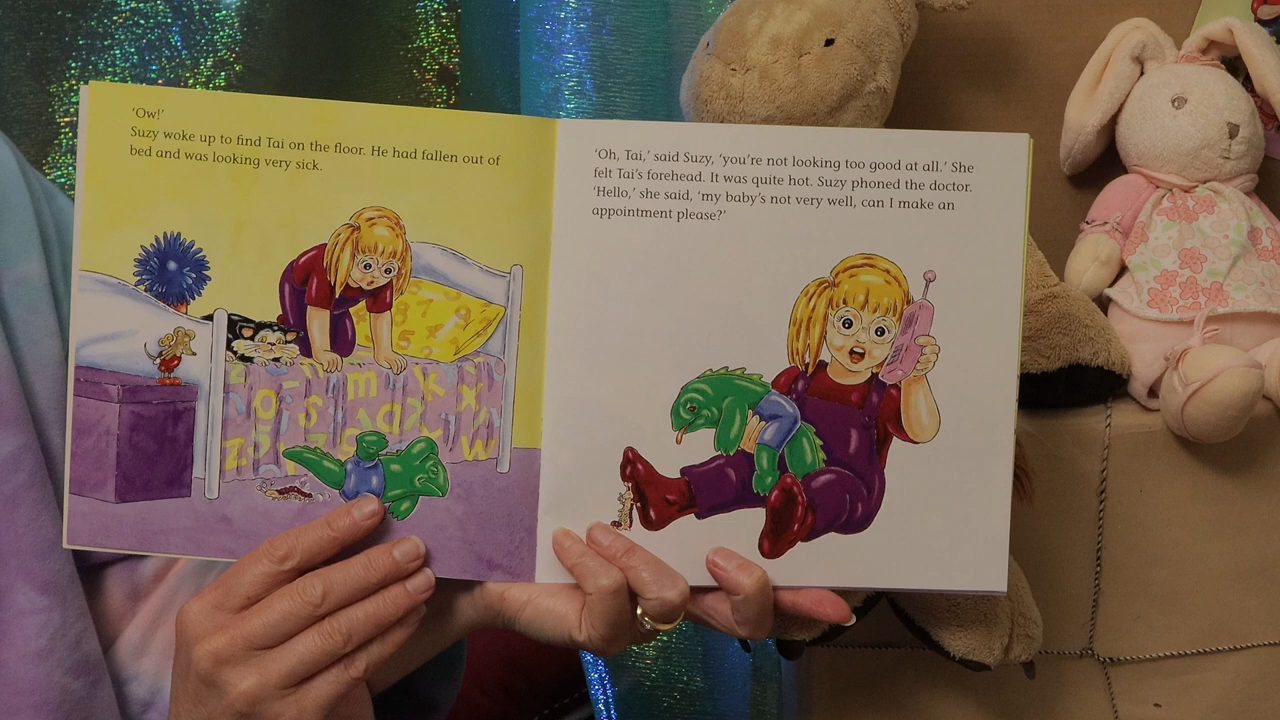 ‘Ow!’
Suzy woke up to find Tai on the floor. He had fallen out of
bed and was looking very sick.
‘Oh, Tai,’ said Suzy, ‘you’re not looking too good at all.’ She
felt Tai’s forehead. It was quite hot. Suzy phoned the doctor.
‘Hello,’ she said, ‘my baby’s not very well, can I make an
appointment please?’